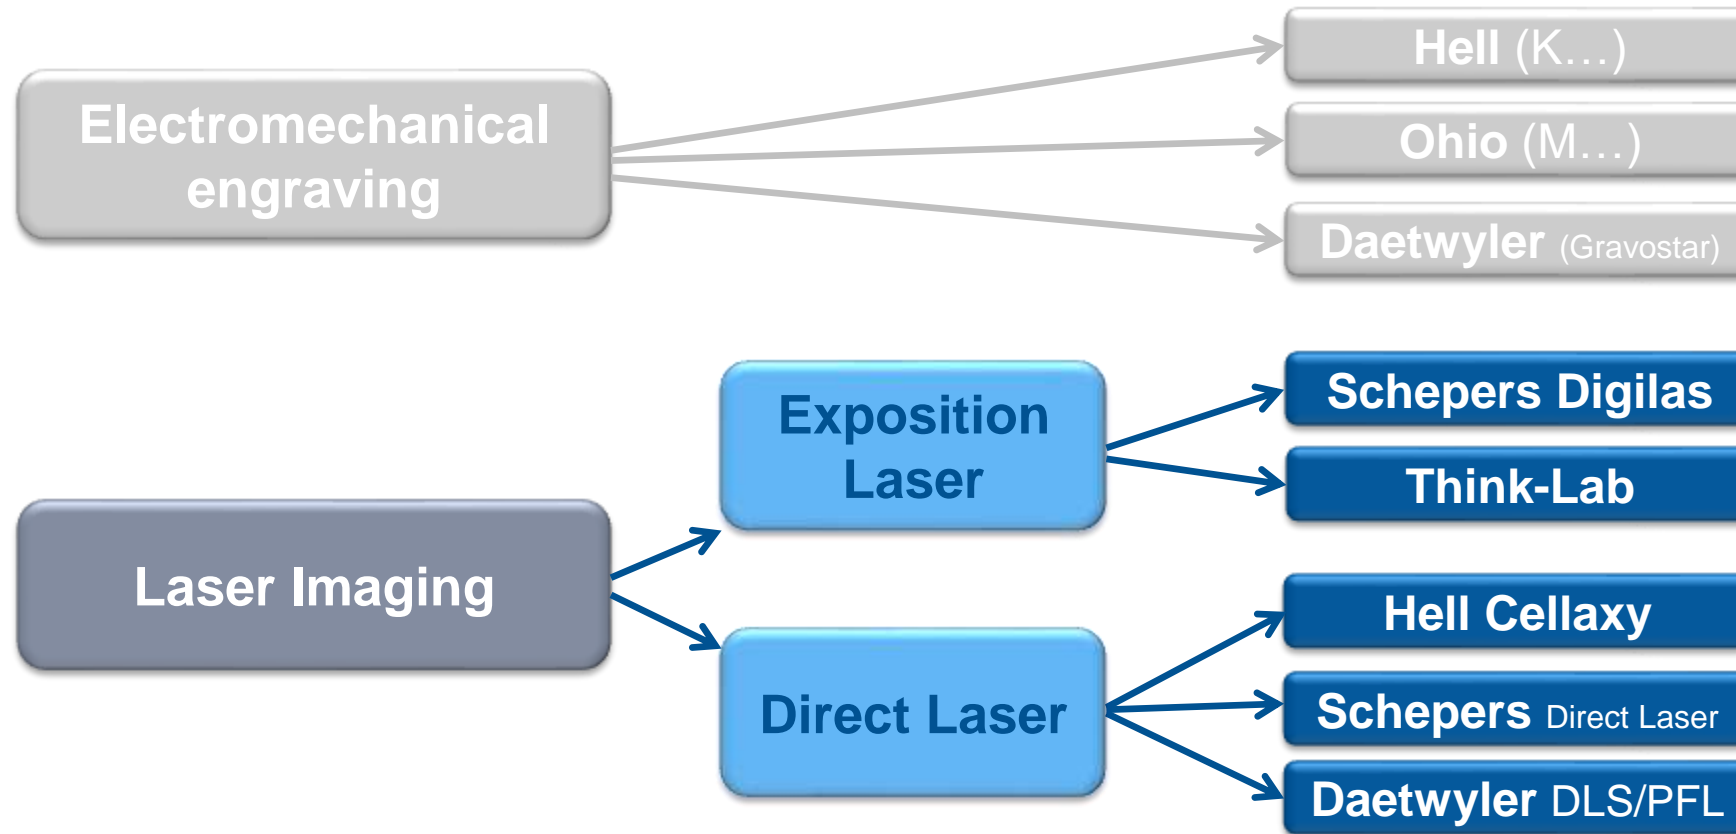 Electromechanical
engraving
Hell (K…)
Ohio (M…)
Daetwyler (Gravostar)
Laser Imaging
Exposition
Laser
Schepers Digilas
Think-Lab
Direct Laser
Hell Cellaxy
Schepers Direct Laser
Daetwyler DLS/PFL